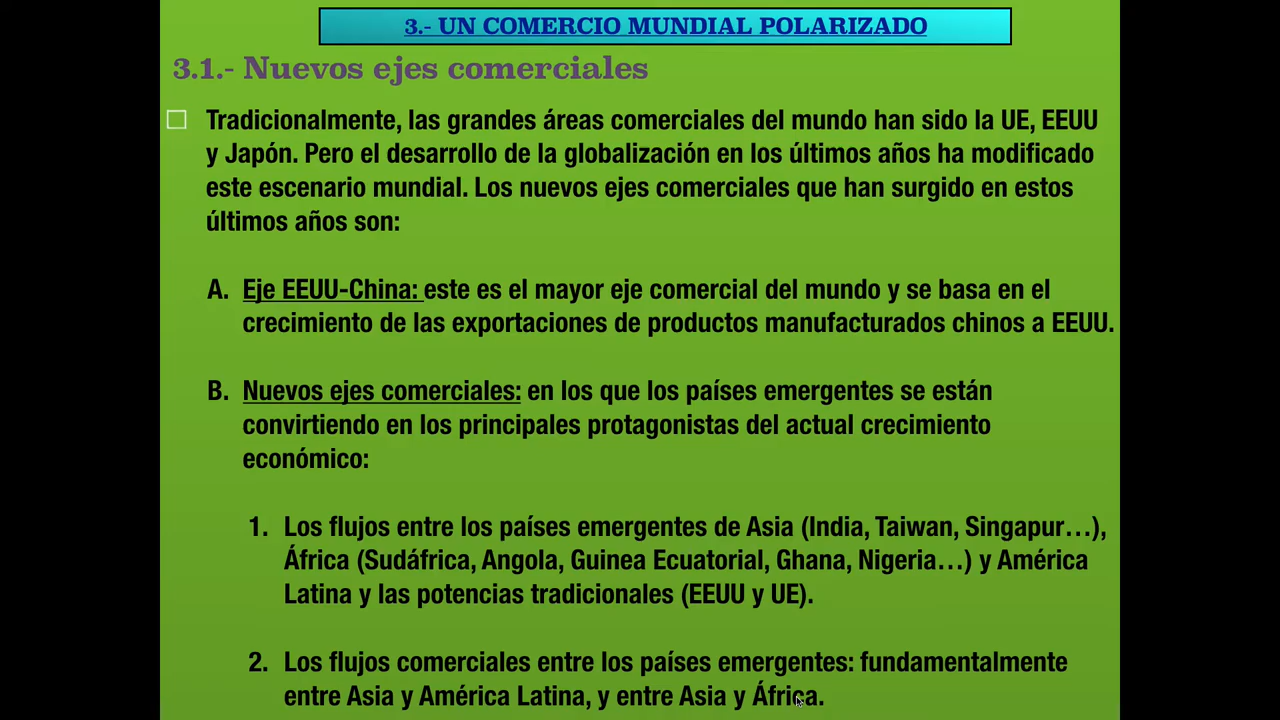 3.- UN COMERCIO MUNDIAL POLARIZADO
3.1.- Nuevos ejes comerciales
Tradicionalmente, las grandes áreas comerciales del mundo han sido la UE, EEUU
y Japón. Pero el desarrollo de la globalización en los últimos años ha modificado
este escenario mundial. Los nuevos ejes comerciales que han surgido en estos
últimos años son:
A. Eje EEUU-China: este es el mayor eje comercial del mundo y se basa en el
crecimiento de las exportaciones de productos manufacturados chinos a EEUU.
B. Nuevos ejes comerciales: en los que los países emergentes se están
convirtiendo en los principales protagonistas del actual crecimiento
económico:
1. Los flujos entre los países emergentes de Asia (India, Taiwan, Singapur…),
África (Sudáfrica, Angola, Guinea Ecuatorial, Ghana, Nigeria…) y América
Latina y las potencias tradicionales (EEUU y UE).
2. Los flujos comerciales entre los países emergentes: fundamentalmente
entre Asia y América Latina, y entre Asia y África.